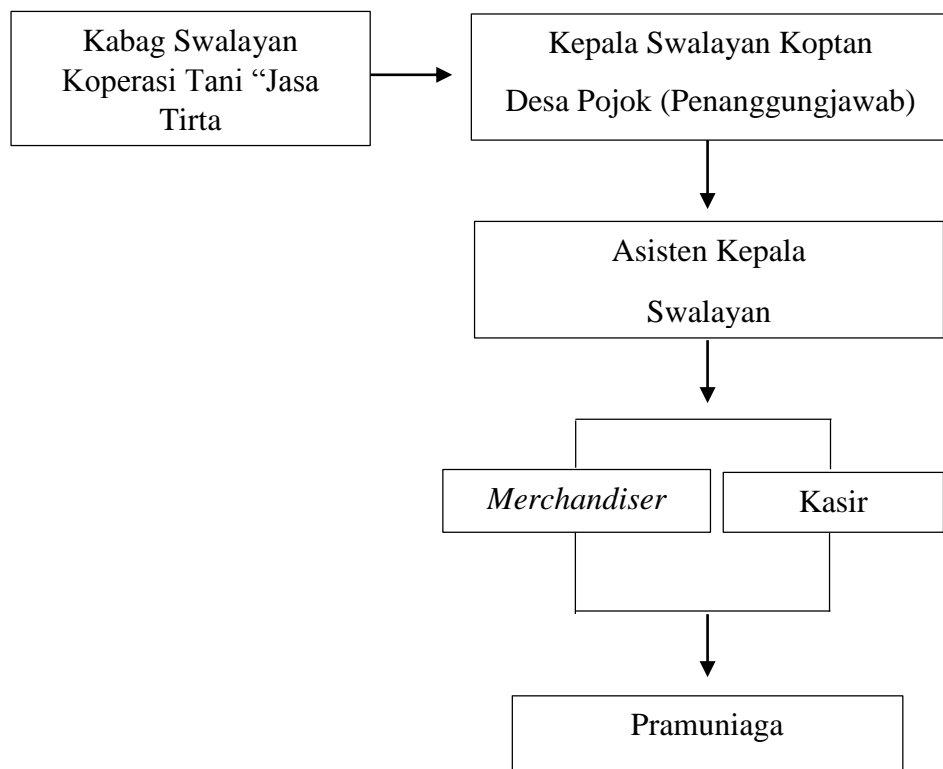 Kabag Swalayan
Koperasi Tani “Jasa
Tirta
Kepala Swalayan Koptan
Desa Pojok (Penanggungjawab)
Asisten Kepala
Swalayan
Merchandiser
Kasir
Pramuniaga